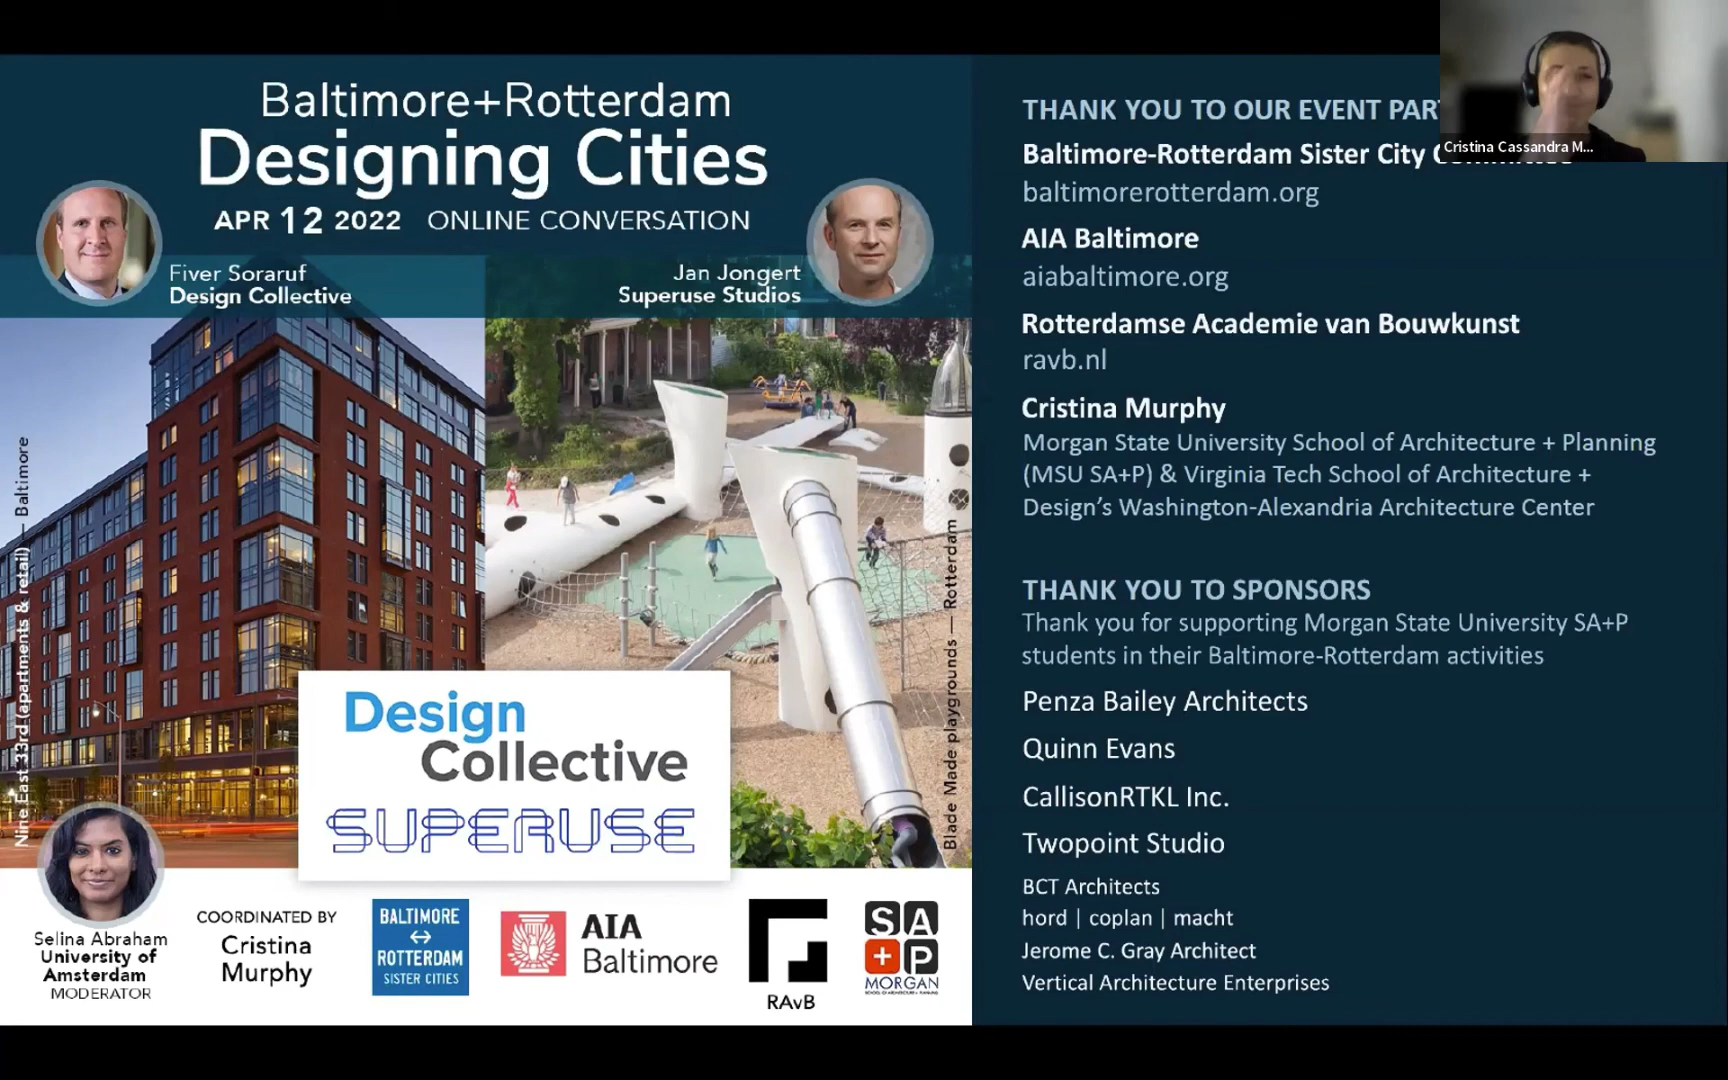 Baltimore+Rotterdam
Designing Cities
APR 12 2022 ONLINE CONVERSATION
Fiver Soraruf
Design Collective
Jan Jongert
Superuse Studios
Nine East 33rd (apartments & retail) — Baltimore
Blade Made playgrounds — Rotterdam
Design
Collective
SUPERUSE
Selina Abraham
University of
Amsterdam
MODERATOR
COORDINATED BY
Cristina
Murphy
BALTIMORE
↔
ROTTERDAM
SISTER CITIES
AIA
Baltimore
RAvB
SA
+P
MORGAN
THANK YOU TO OUR EVENT PAR
Baltimore-Rotterdam Sister City
baltimorerotterdam.org
AIA Baltimore
aiabaltimore.org
Rotterdamse Academie van Bouwkunst
ravb.nl
Cristina Murphy
Morgan State University School of Architecture + Planning
(MSU SA+P) & Virginia Tech School of Architecture +
Design's Washington-Alexandria Architecture Center
THANK YOU TO SPONSORS
Thank you for supporting Morgan State University SA+P
students in their Baltimore-Rotterdam activities
Penza Bailey Architects
Quinn Evans
CallisonRTKL Inc.
Twopoint Studio
BCT Architects
hord | coplan | macht
Jerome C. Gray Architect
Vertical Architecture Enterprises
Cristina Cassandra M...